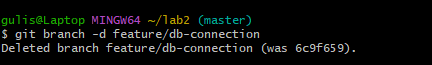 gulis@Laptop MINGW64 ~/lab2 (master)
$ git branch -d feature/db-connection
Deleted branch feature/db-connection (was 6c9f659).